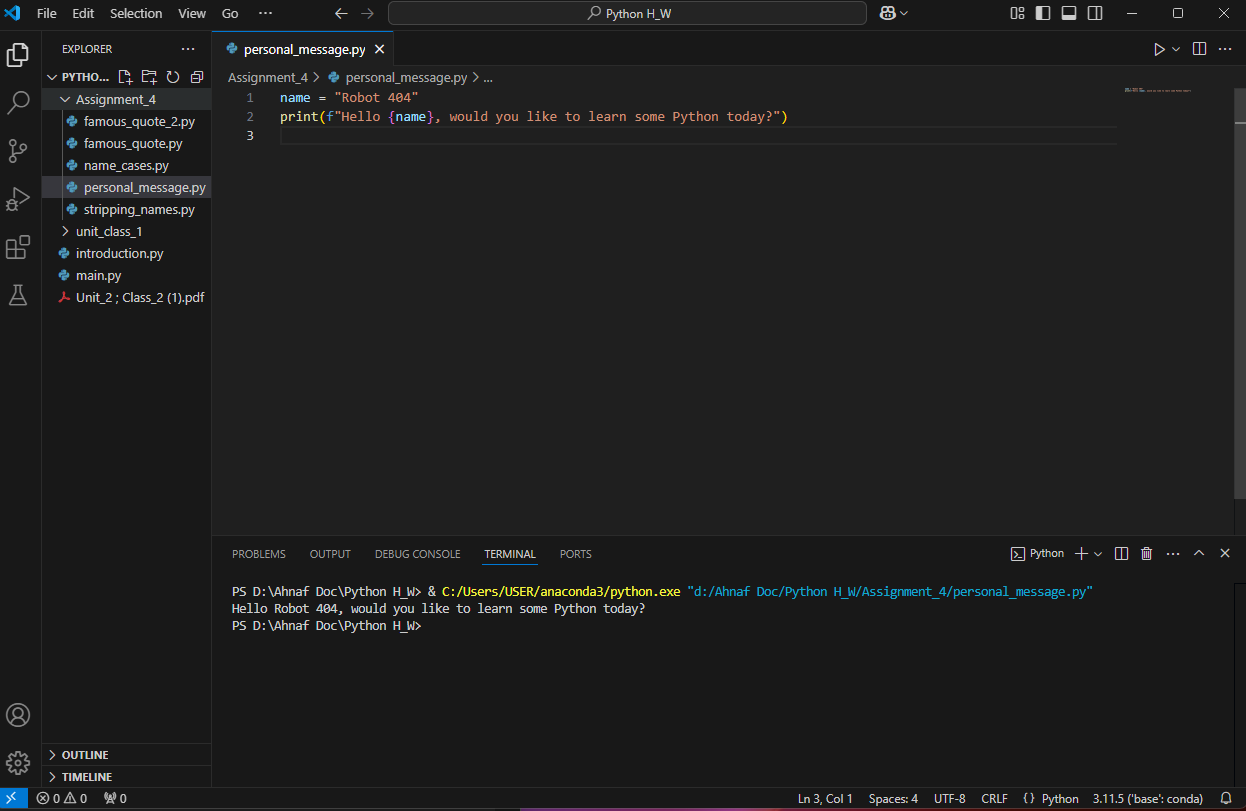 File Edit Selection View Go ··· Python H_W
EXPLORER ···
PYTHO...
Assignment_4
famous_quote_2.py
famous_quote.py
name_cases.py
personal_message.py
stripping_names.py
unit_class_1
introduction.py
main.py
Unit_2 ; Class_2 (1).pdf
OUTLINE
TIMELINE
personal_message.py
Assignment_4 > personal_message.py > ...
1 name = "Robot 404"
2 print(f"Hello {name}, would you like to learn some Python today?")
3
PROBLEMS OUTPUT DEBUG CONSOLE TERMINAL PORTS Python
PS D:\Ahnaf Doc\Python H_W> & C:/Users/USER/anaconda3/python.exe "d:/Ahnaf Doc/Python H_W/Assignment_4/personal_message.py"
Hello Robot 404, would you like to learn some Python today?
PS D:\Ahnaf Doc\Python H_W>
0 0 0 Ln 3, Col 1 Spaces: 4 UTF-8 CRLF {} Python 3.11.5 ('base': conda)